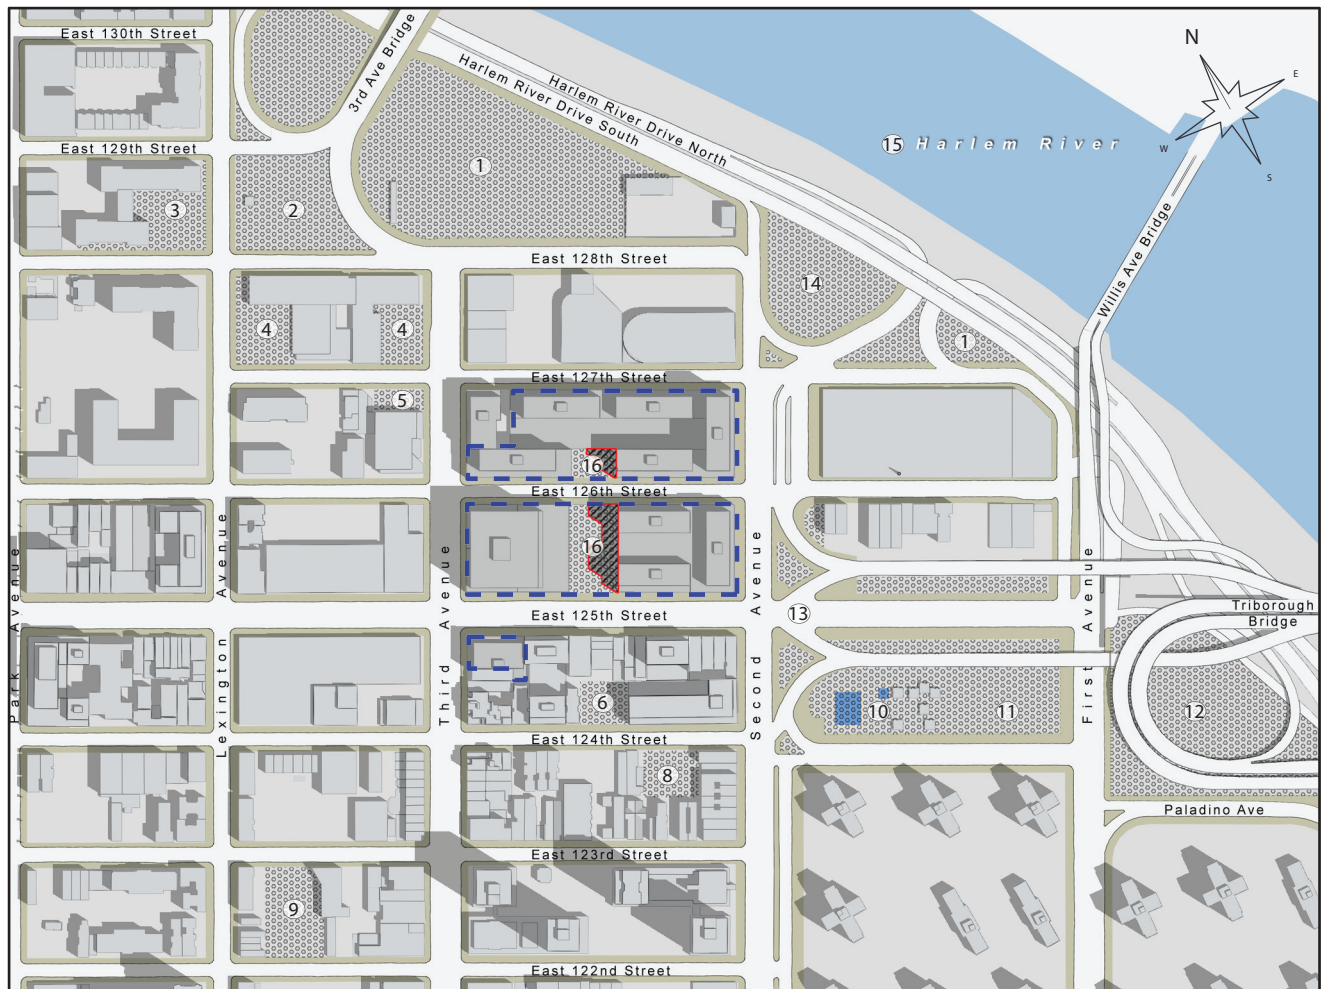 East 130th Street
3rd Ave Bridge
Harlem River Drive North
Harlem River Drive South
N
E
W
S
15 Harlem River
East 129th Street
1
3
2
Willis Ave Bridge
East 128th Street
14
4
4
1
East 127th Street
5
16
East 126th Street
16
Park Avenue
Lexington Avenue
Third Avenue
Second Avenue
First Avenue
East 125th Street
13
Triborough
Bridge
6
10
11
12
East 124th Street
8
Paladino Ave
East 123rd Street
9
East 122nd Street